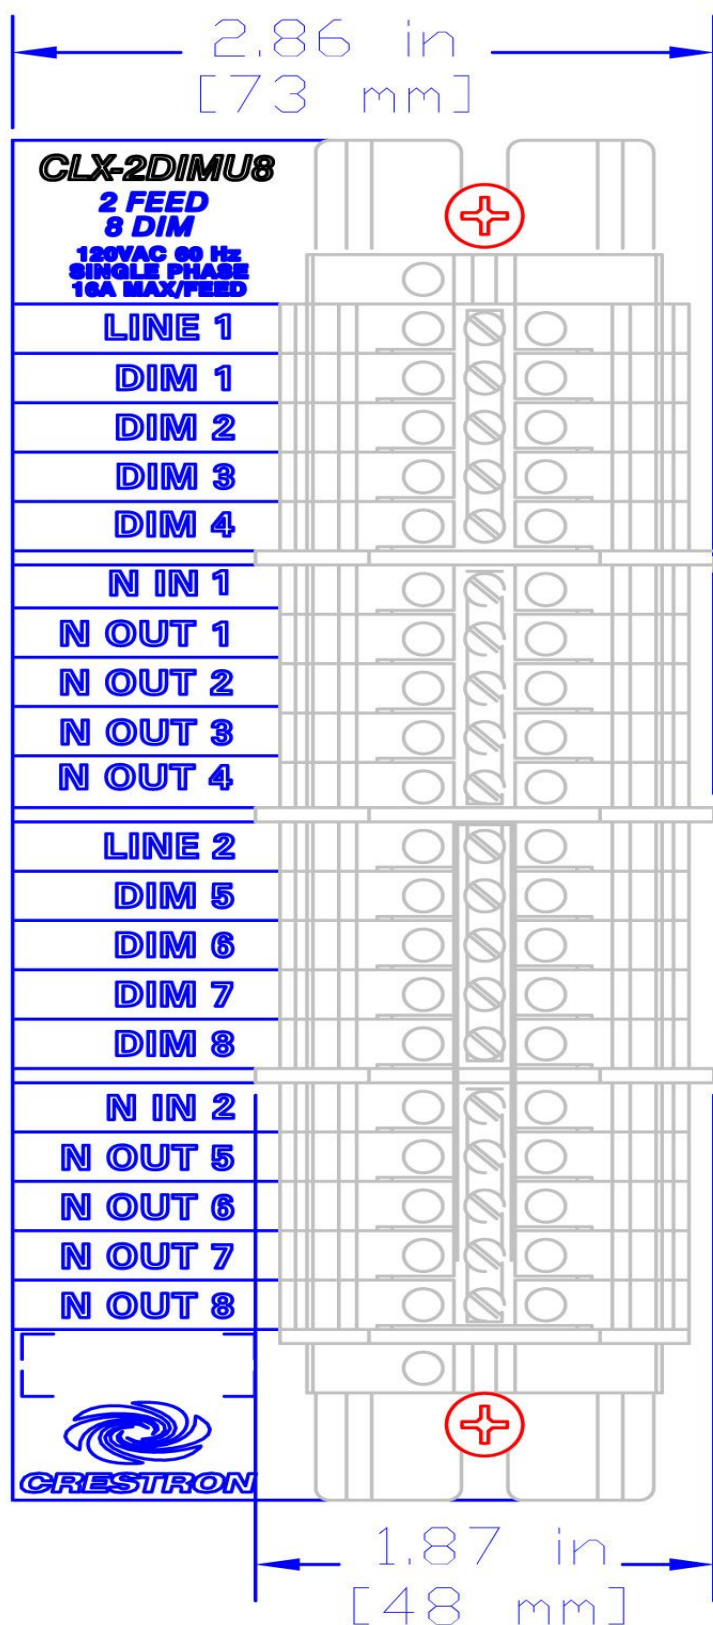 2.86 in
[73 mm]
CLX-2DIMU8
2 FEED
8 DIM
120VAC 60 Hz
SINGLE PHASE
16A MAX/FEED
LINE 1
DIM 1
DIM 2
DIM 3
DIM 4
N IN 1
N OUT 1
N OUT 2
N OUT 3
N OUT 4
LINE 2
DIM 5
DIM 6
DIM 7
DIM 8
N IN 2
N OUT 5
N OUT 6
N OUT 7
N OUT 8
CRESTRON
1.87 in
[48 mm]